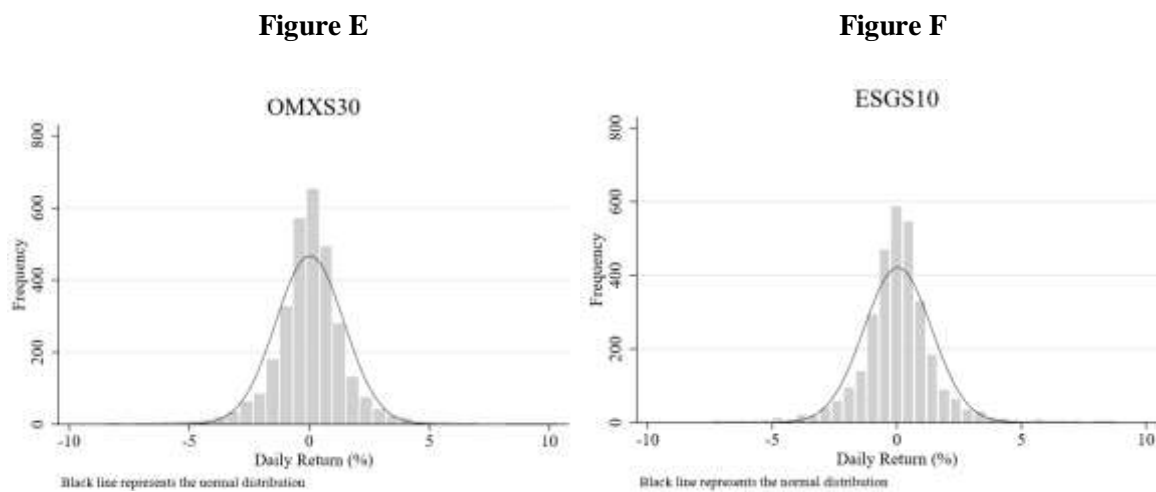 Figure E
Figure F
OMXS30
800
600
400
200
0
Frequency
-10
-5
0
5
10
Daily Return (%)
Black line represents the normal distribution
ESGS10
800
600
400
200
0
Frequency
-10
-5
0
5
10
Daily Return (%)
Black line represents the normal distribution